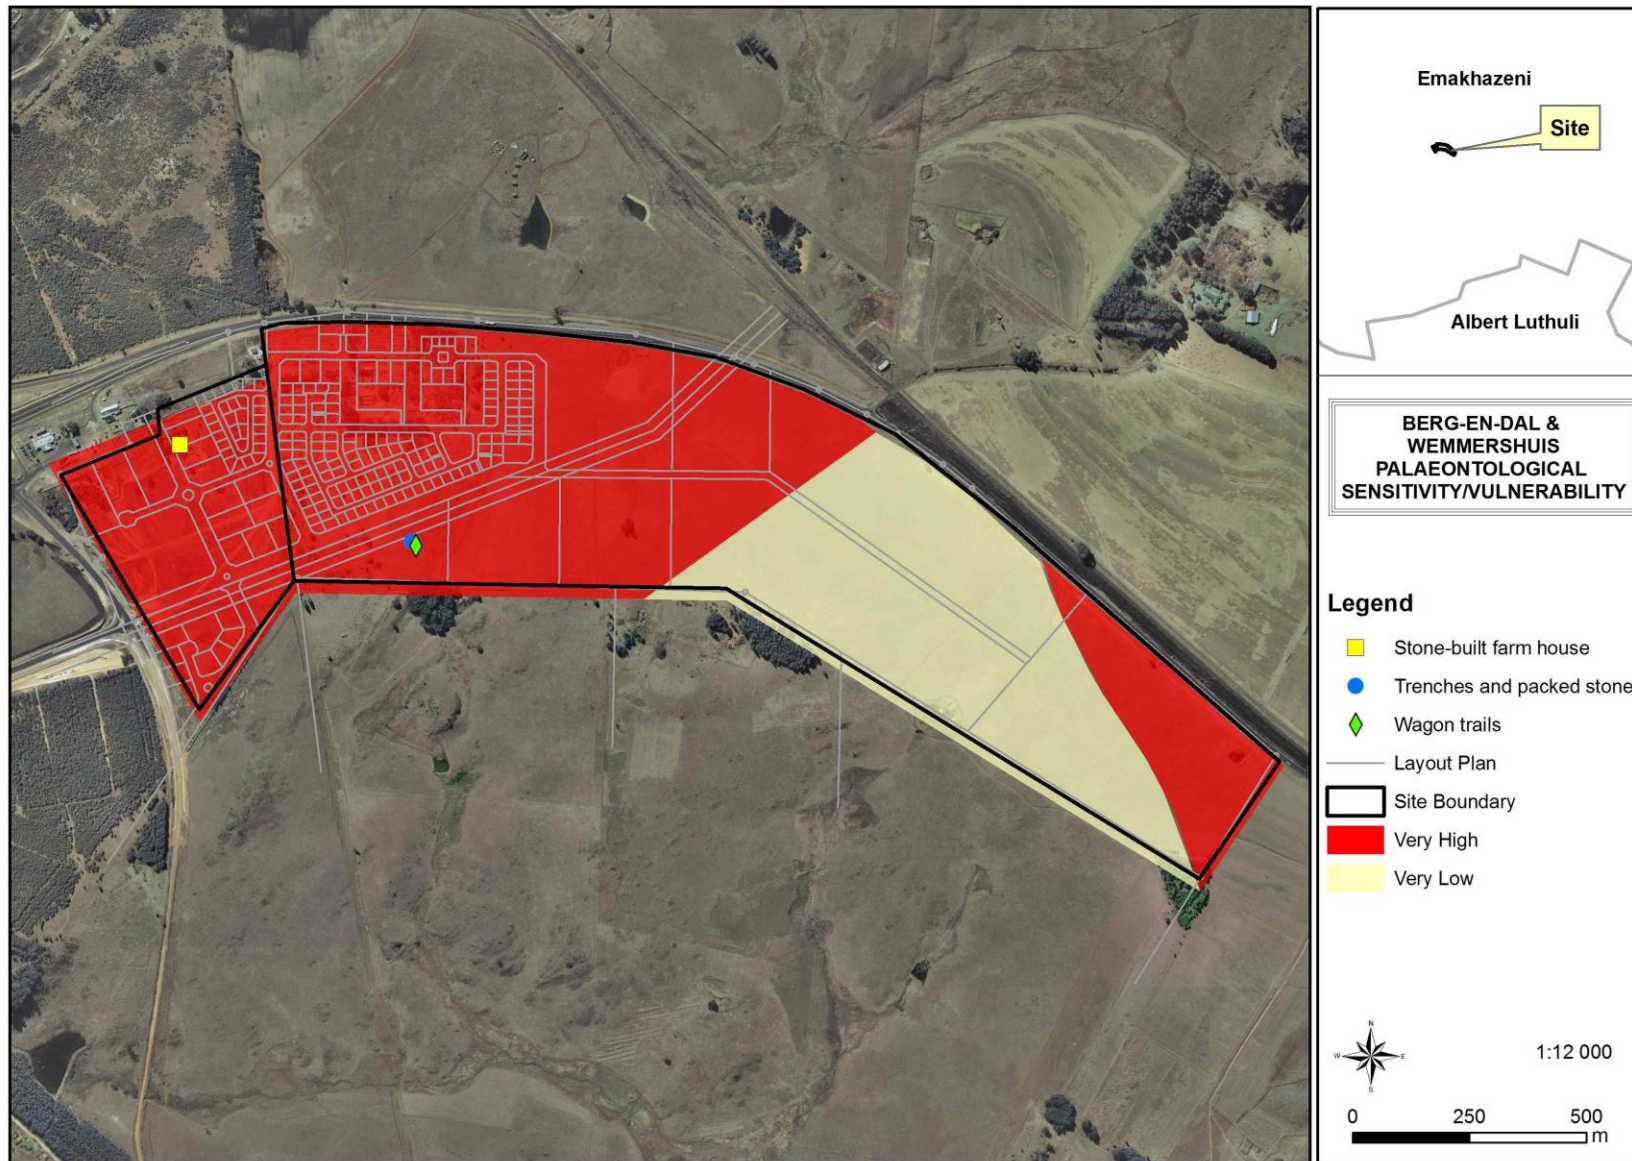 Emakhazeni
Site
Albert Luthuli
BERG-EN-DAL &
WEMMERSHUIS
PALAEONTOLOGICAL
SENSITIVITY/VULNERABILITY
Legend
Stone-built farm house
Trenches and packed stone
Wagon trails
Layout Plan
Site Boundary
Very High
Very Low
N
W E
S
1:12 000
0 250 500
m